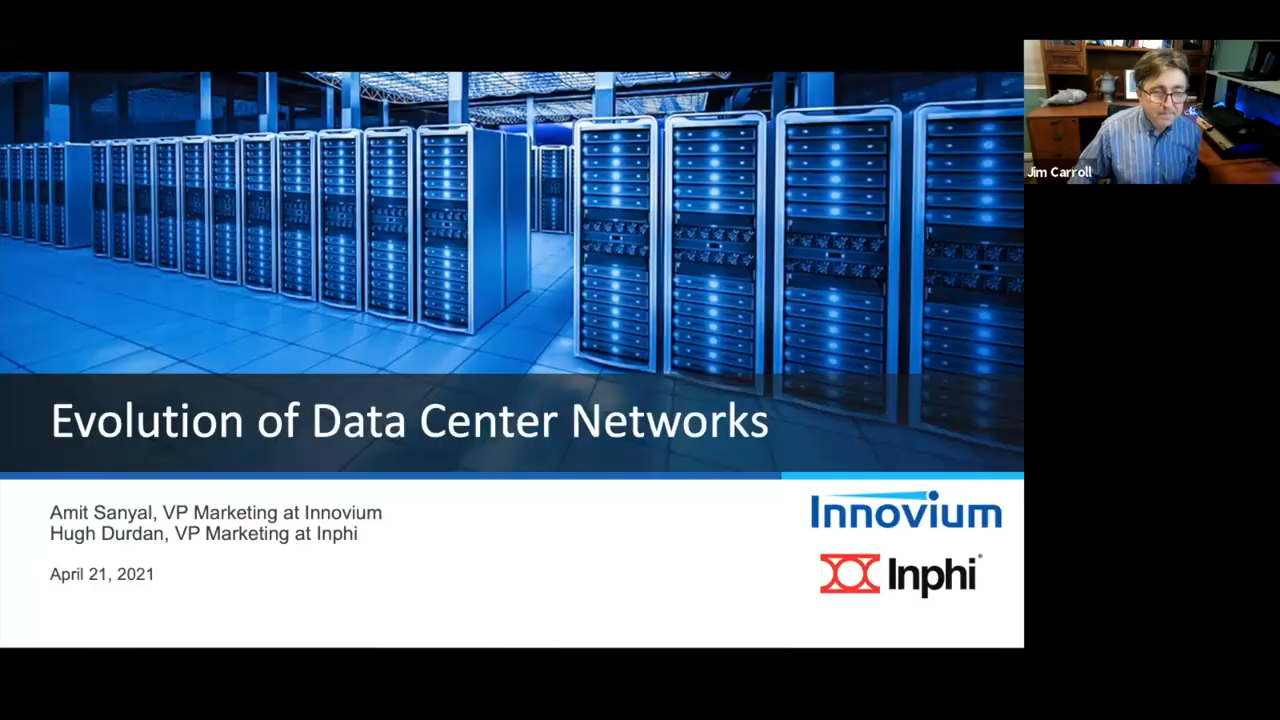 Jim Carroll
Evolution of Data Center Networks
Amit Sanyal, VP Marketing at Innovium
Hugh Durdan, VP Marketing at Inphi
April 21, 2021
Innovium
Inphi®